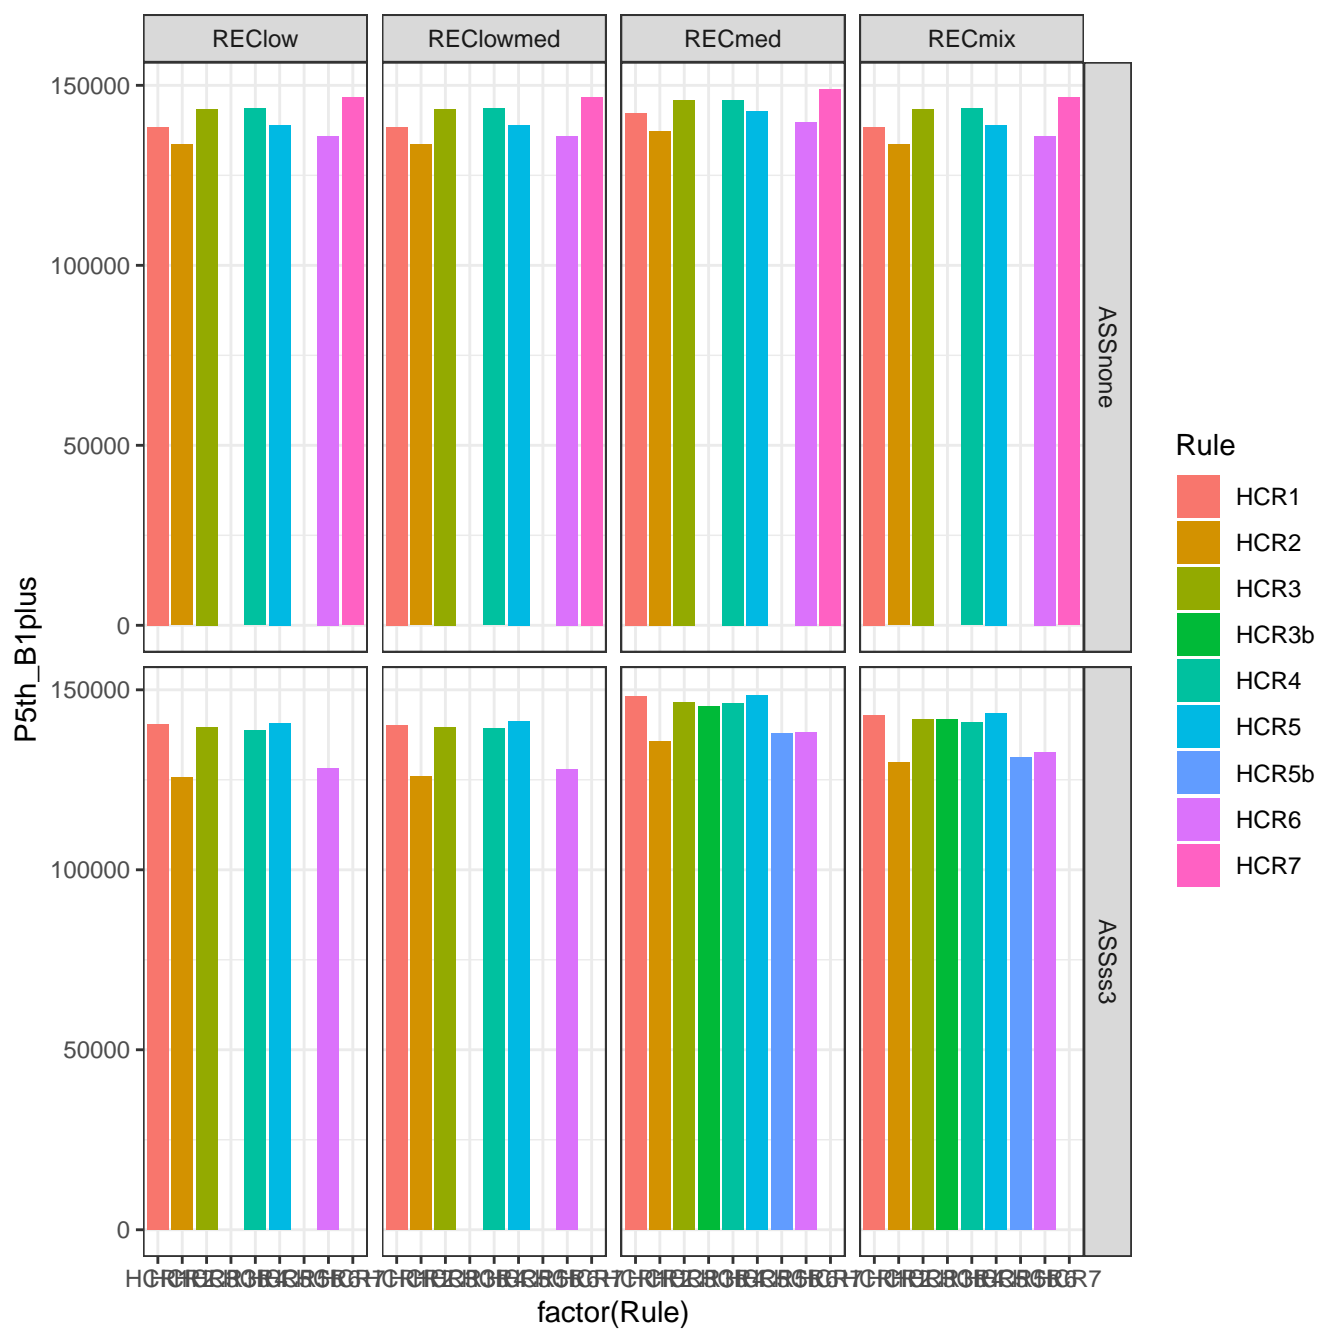 REClow
REClowmed
RECmed
RECmix
150000
100000
50000
0
ASSnone
150000
100000
50000
0
ASSss3
P5th_B1plus
factor(Rule)
Rule
HCR1
HCR2
HCR3
HCR3b
HCR4
HCR5
HCR5b
HCR6
HCR7